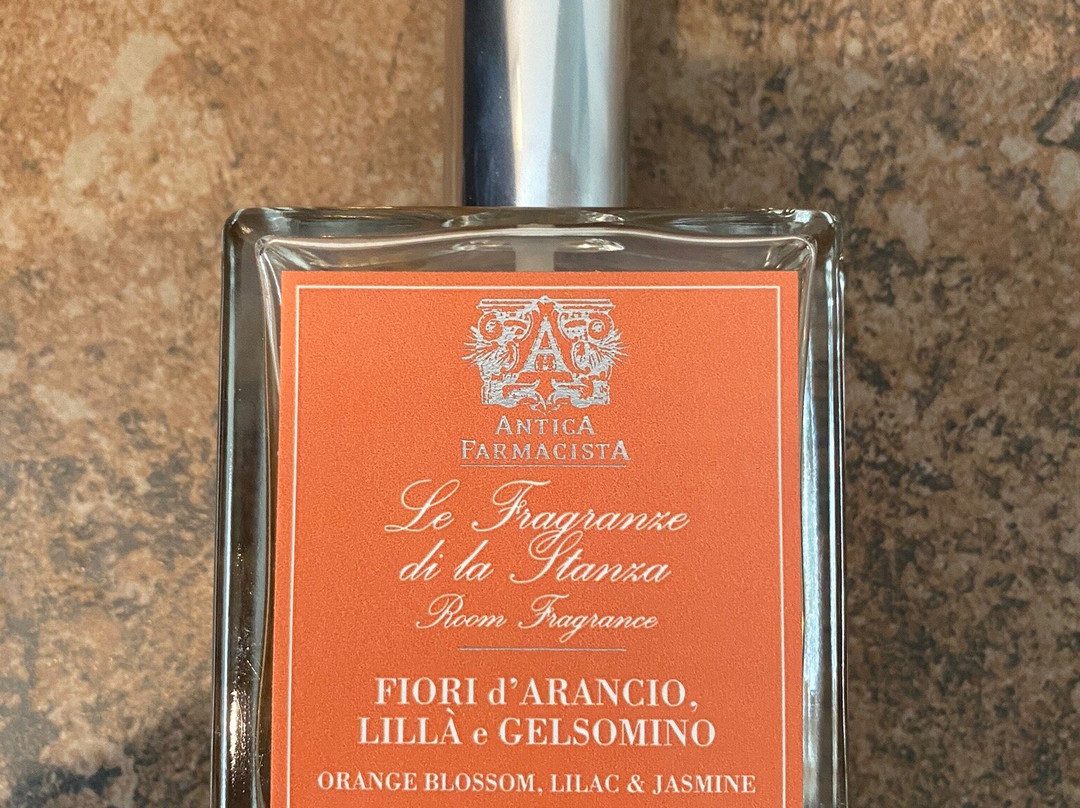 A
ANTICA
FARMACISTA
Le Fragranze
di la Stanza
Room Fragrance
FIORI d'ARANCIO,
LILLÀ e GELSOMINO
ORANGE BLOSSOM, LILAC & JASMINE